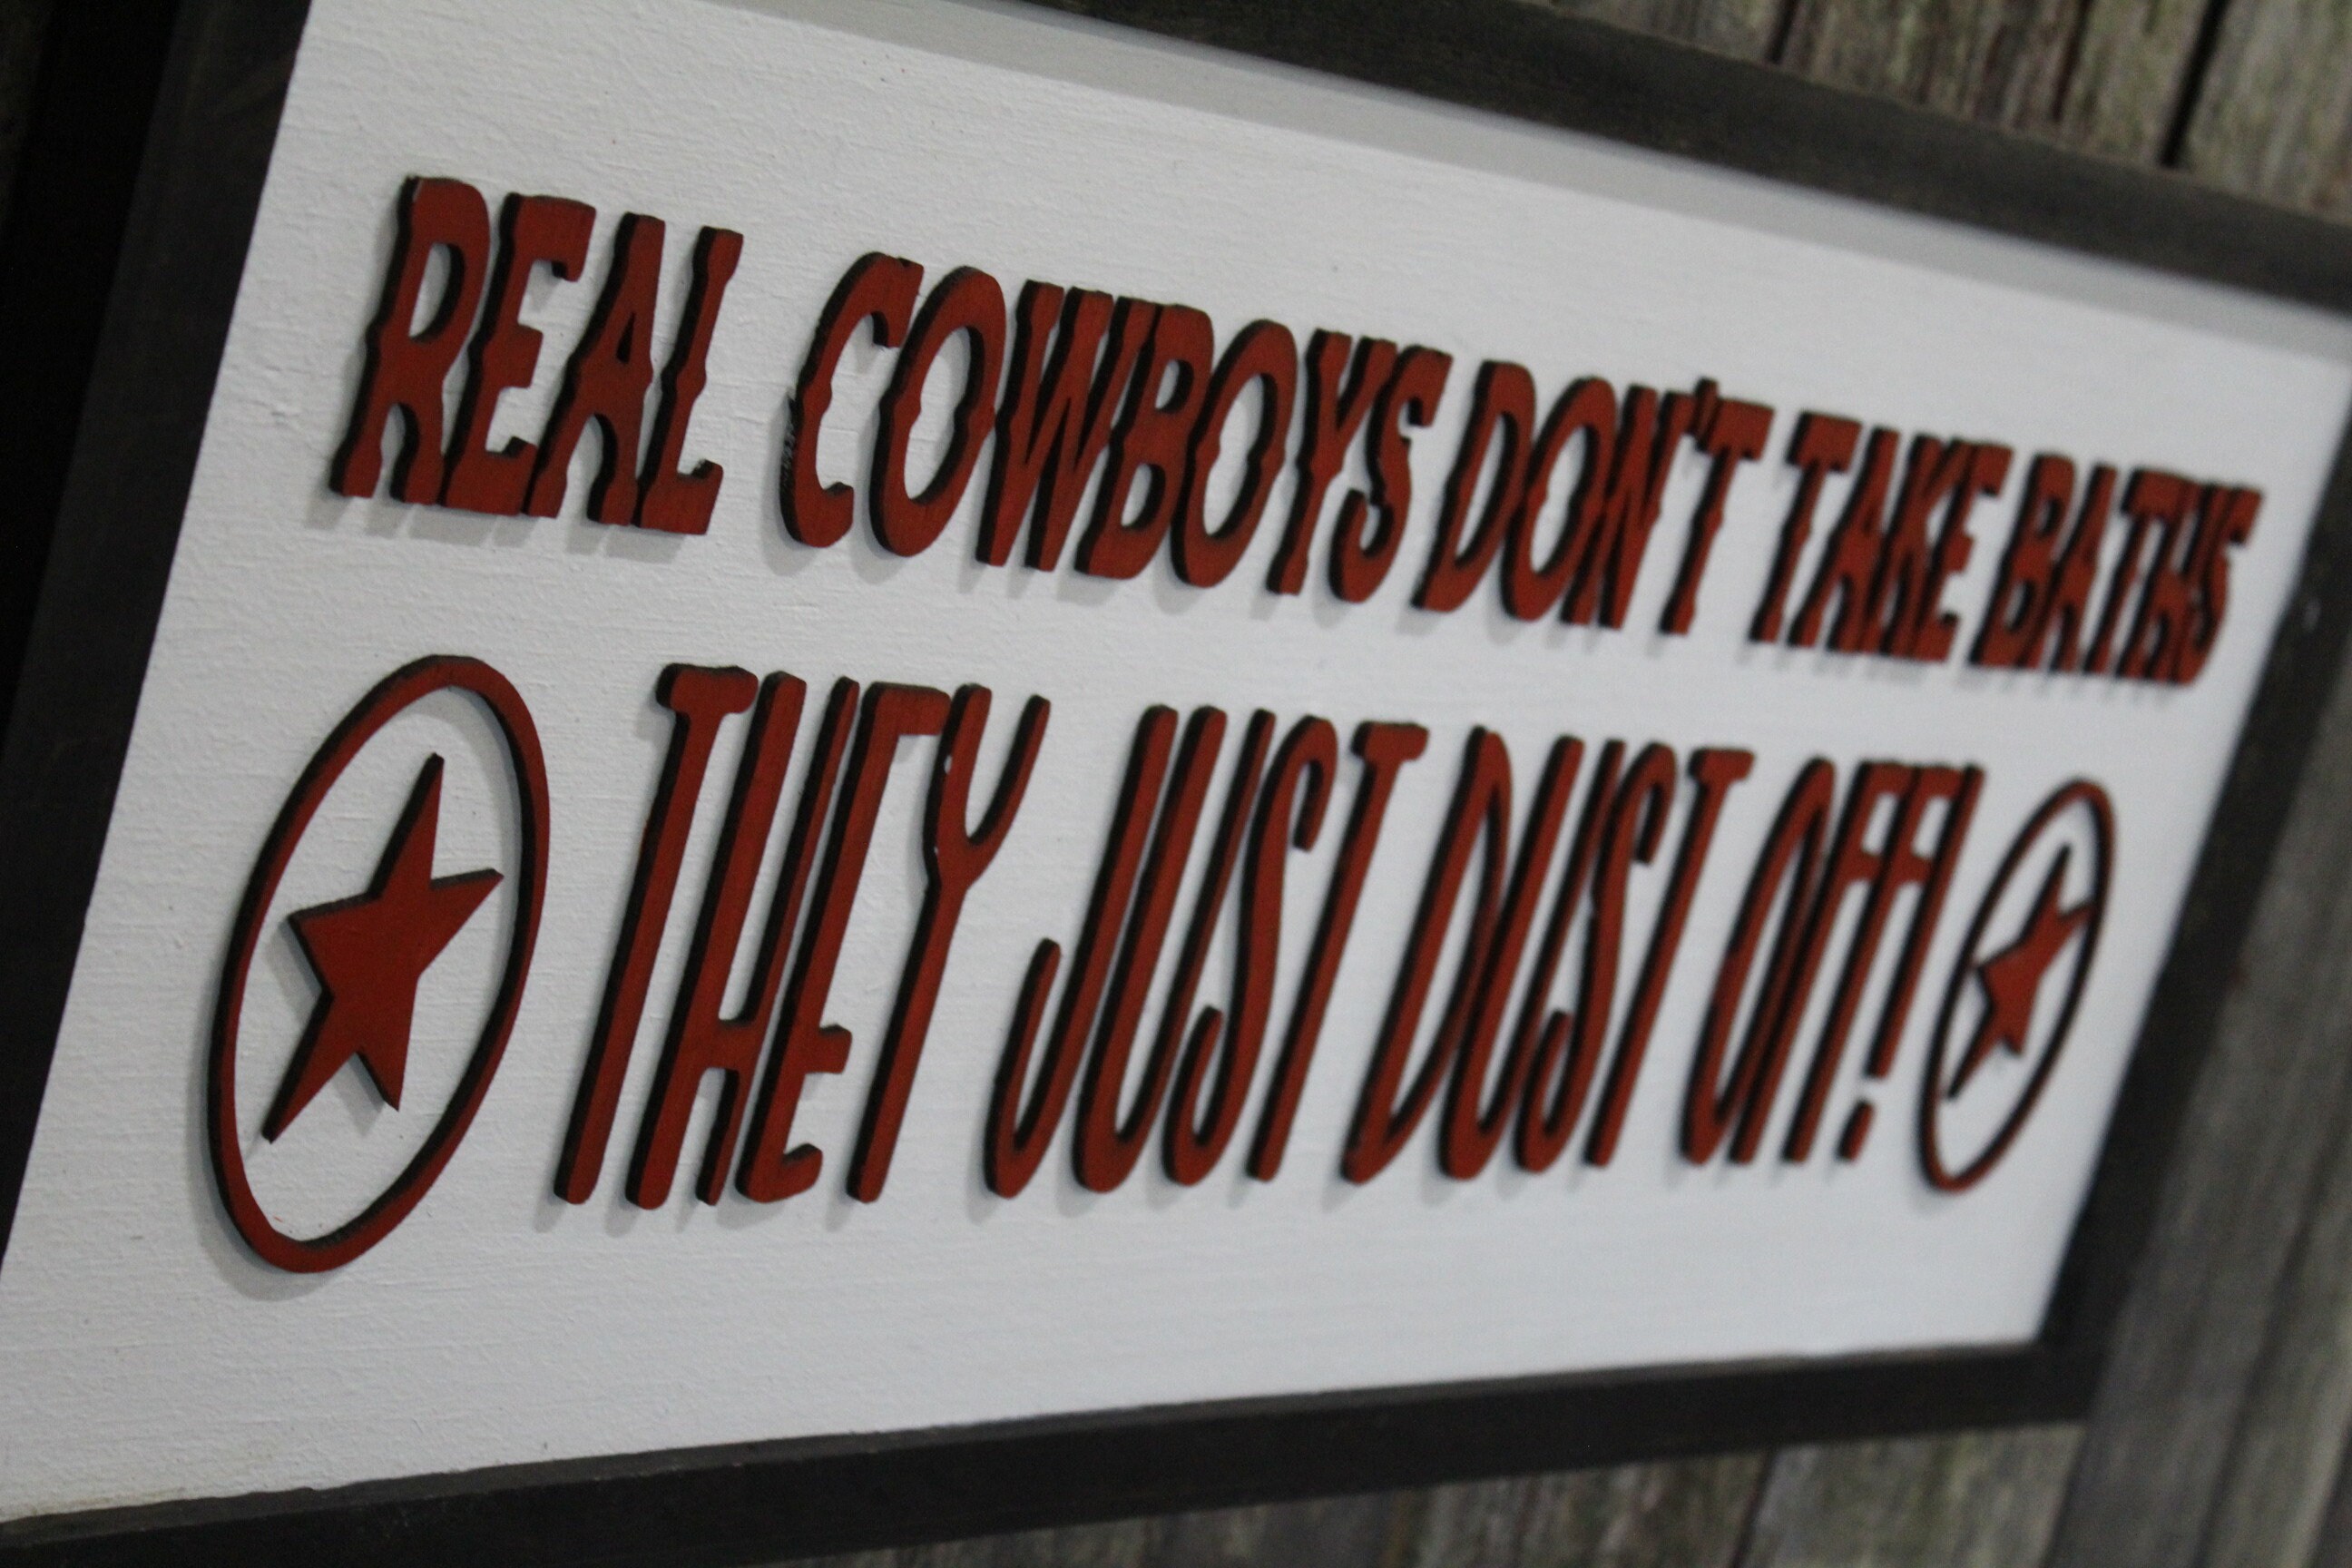 REAL COWBOYS DON'T TAKE BATHS
THEY JUST DUST OFF!